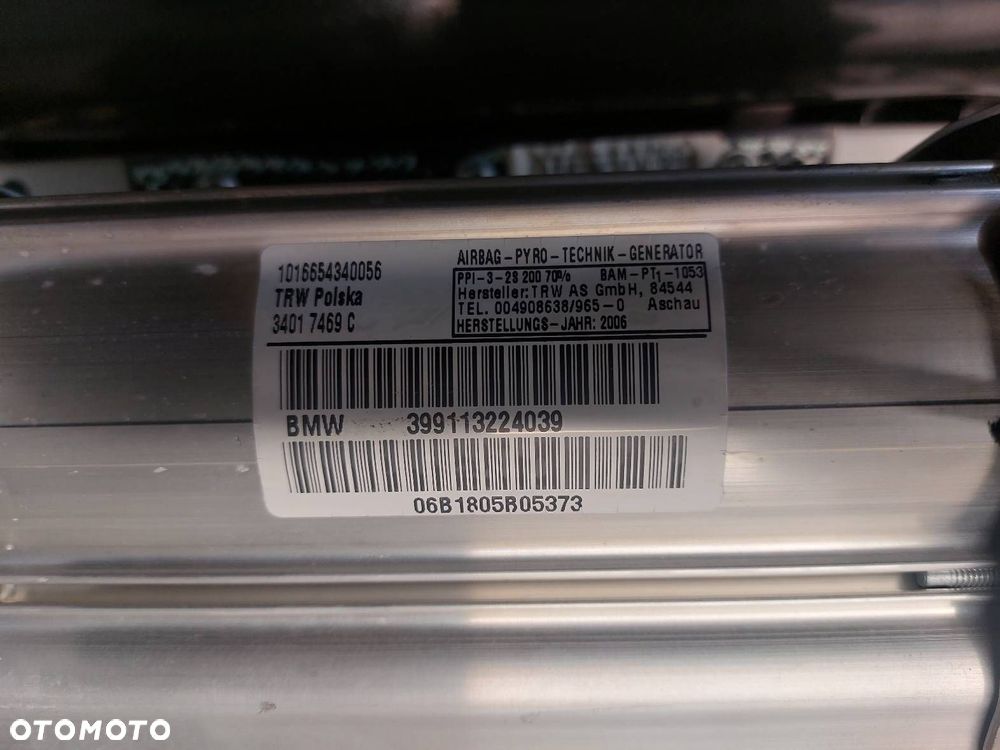 1016654340056
TRW Polska
3401 7469 C
AIRBAG-PYRO-TECHNIK-GENERATOR
PPI-3-2S 200 70% BAM-PT1-1053
Hersteller: TRW AS GmbH, 84544
TEL. 004908638/965-0 Aschau
HERSTELLUNGS-JAHR: 2006
BMW 399113224039
06B1805B05373
OTOMOTO